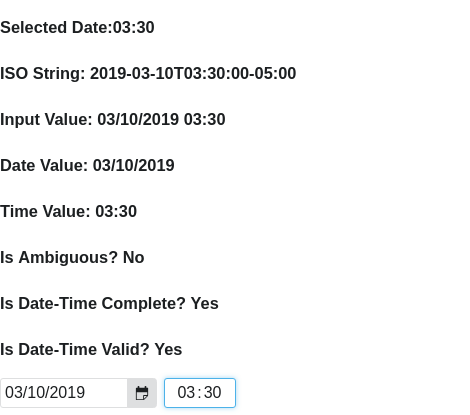 Selected Date:03:30
ISO String: 2019-03-10T03:30:00-05:00
Input Value: 03/10/2019 03:30
Date Value: 03/10/2019
Time Value: 03:30
Is Ambiguous? No
Is Date-Time Complete? Yes
Is Date-Time Valid? Yes
03/10/2019 03:30